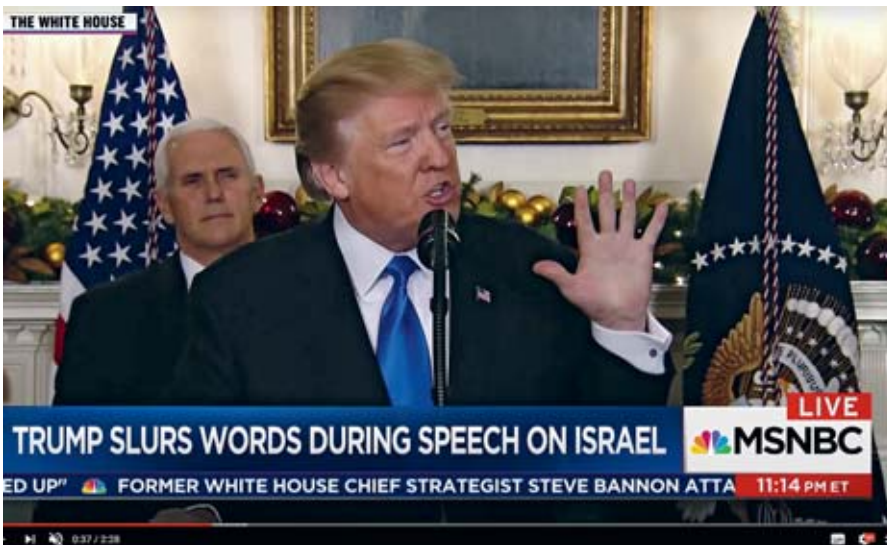 THE WHITE HOUSE
LIVE
TRUMP SLURS WORDS DURING SPEECH ON ISRAEL
MSNBC
ED UP" FORMER WHITE HOUSE CHIEF STRATEGIST STEVE BANNON ATTA
11:14 PM ET
0:37 / 2:28